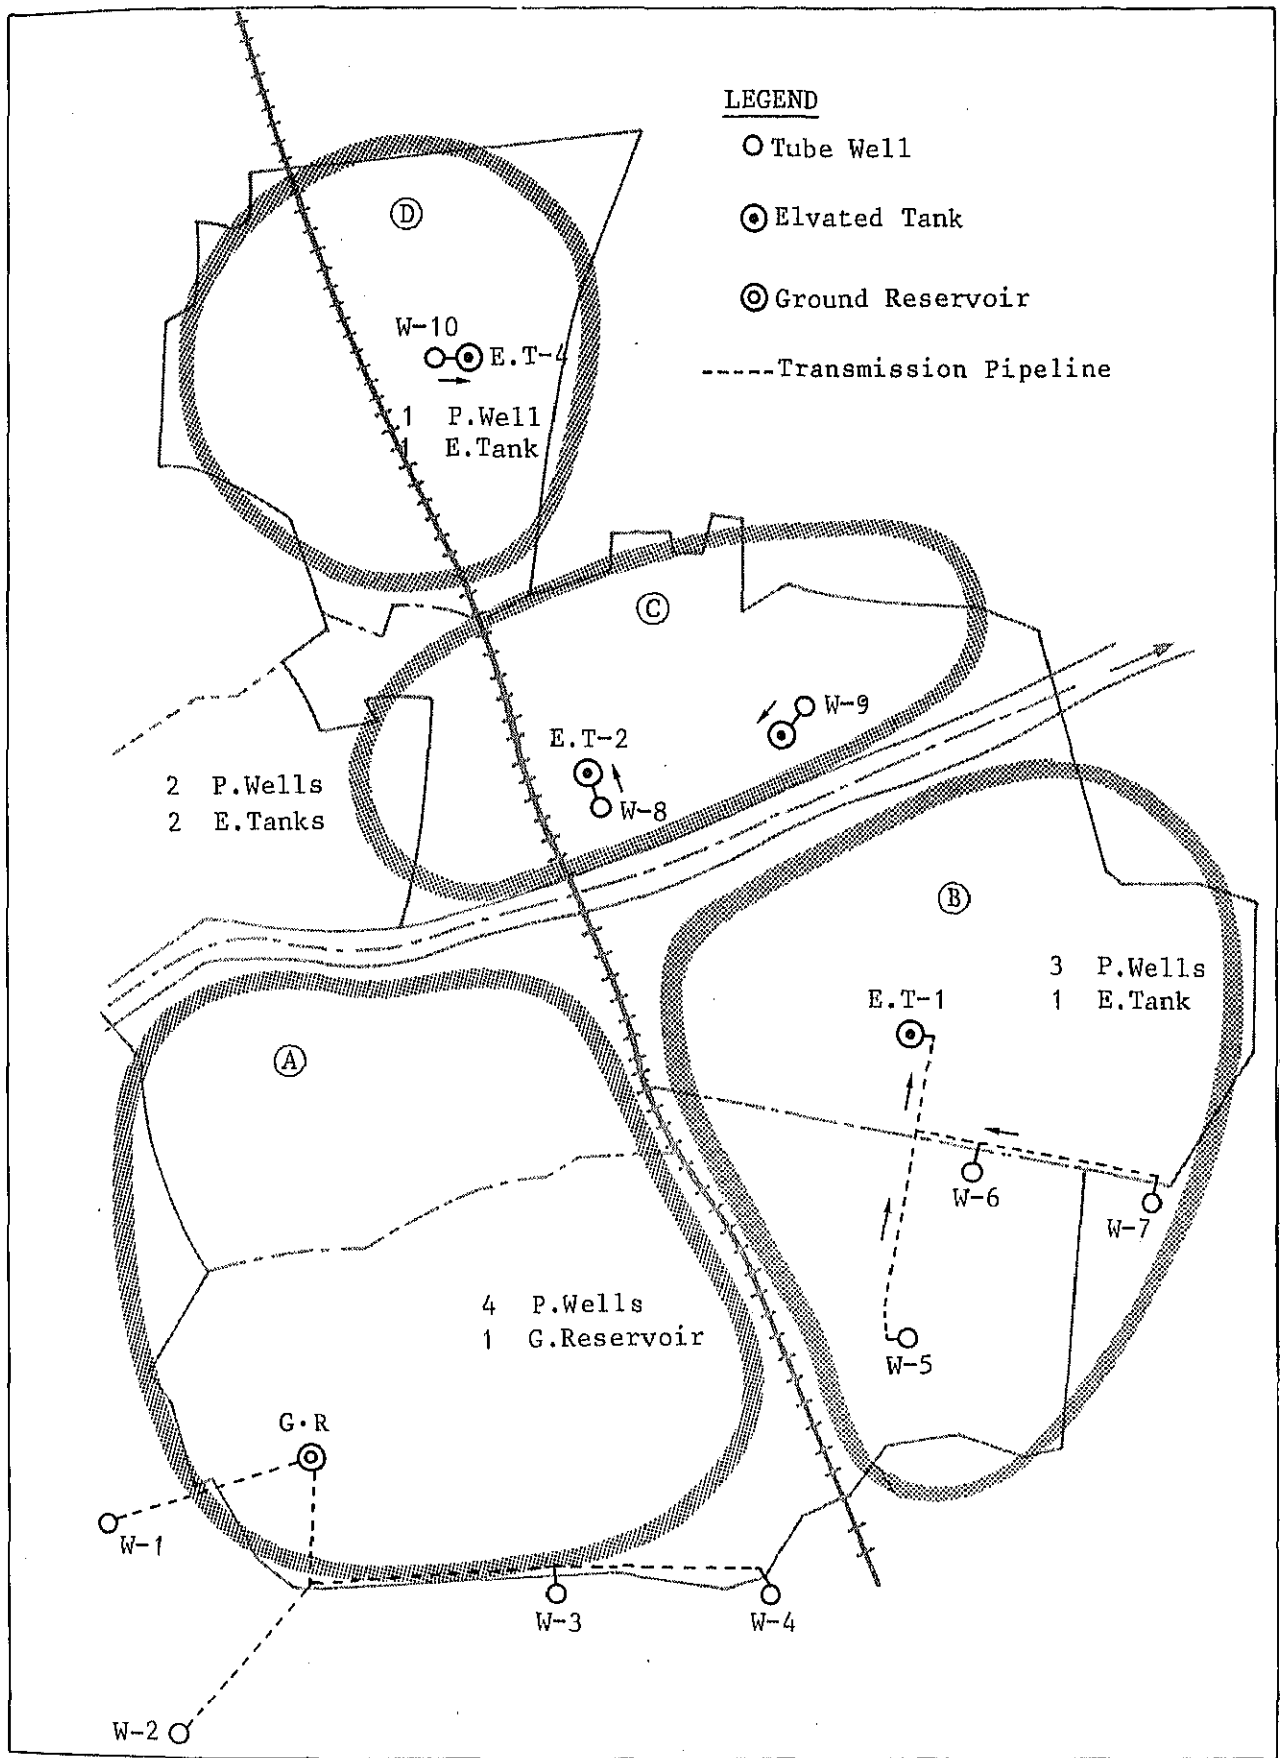 LEGEND
Tube Well
Elvated Tank
Ground Reservoir
Transmission Pipeline
D
W-10
E.T-4
1 P.Well
1 E.Tank
C
W-9
E.T-2
W-8
2 P.Wells
2 E.Tanks
B
3 P.Wells
1 E.Tank
E.T-1
W-6
W-7
W-5
A
4 P.Wells
1 G.Reservoir
G·R
W-1
W-3
W-4
W-2